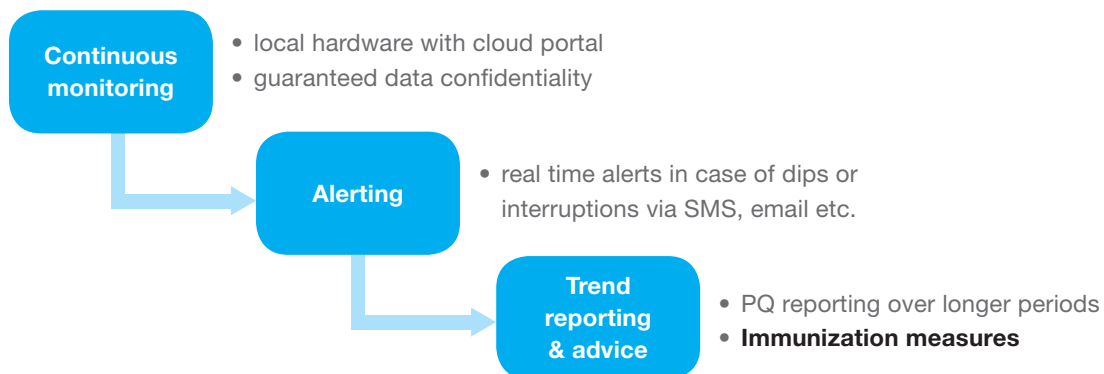 Continuous
monitoring
• local hardware with cloud portal
• guaranteed data confidentiality
Alerting
• real time alerts in case of dips or
interruptions via SMS, email etc.
Trend
reporting
& advice
• PQ reporting over longer periods
• Immunization measures